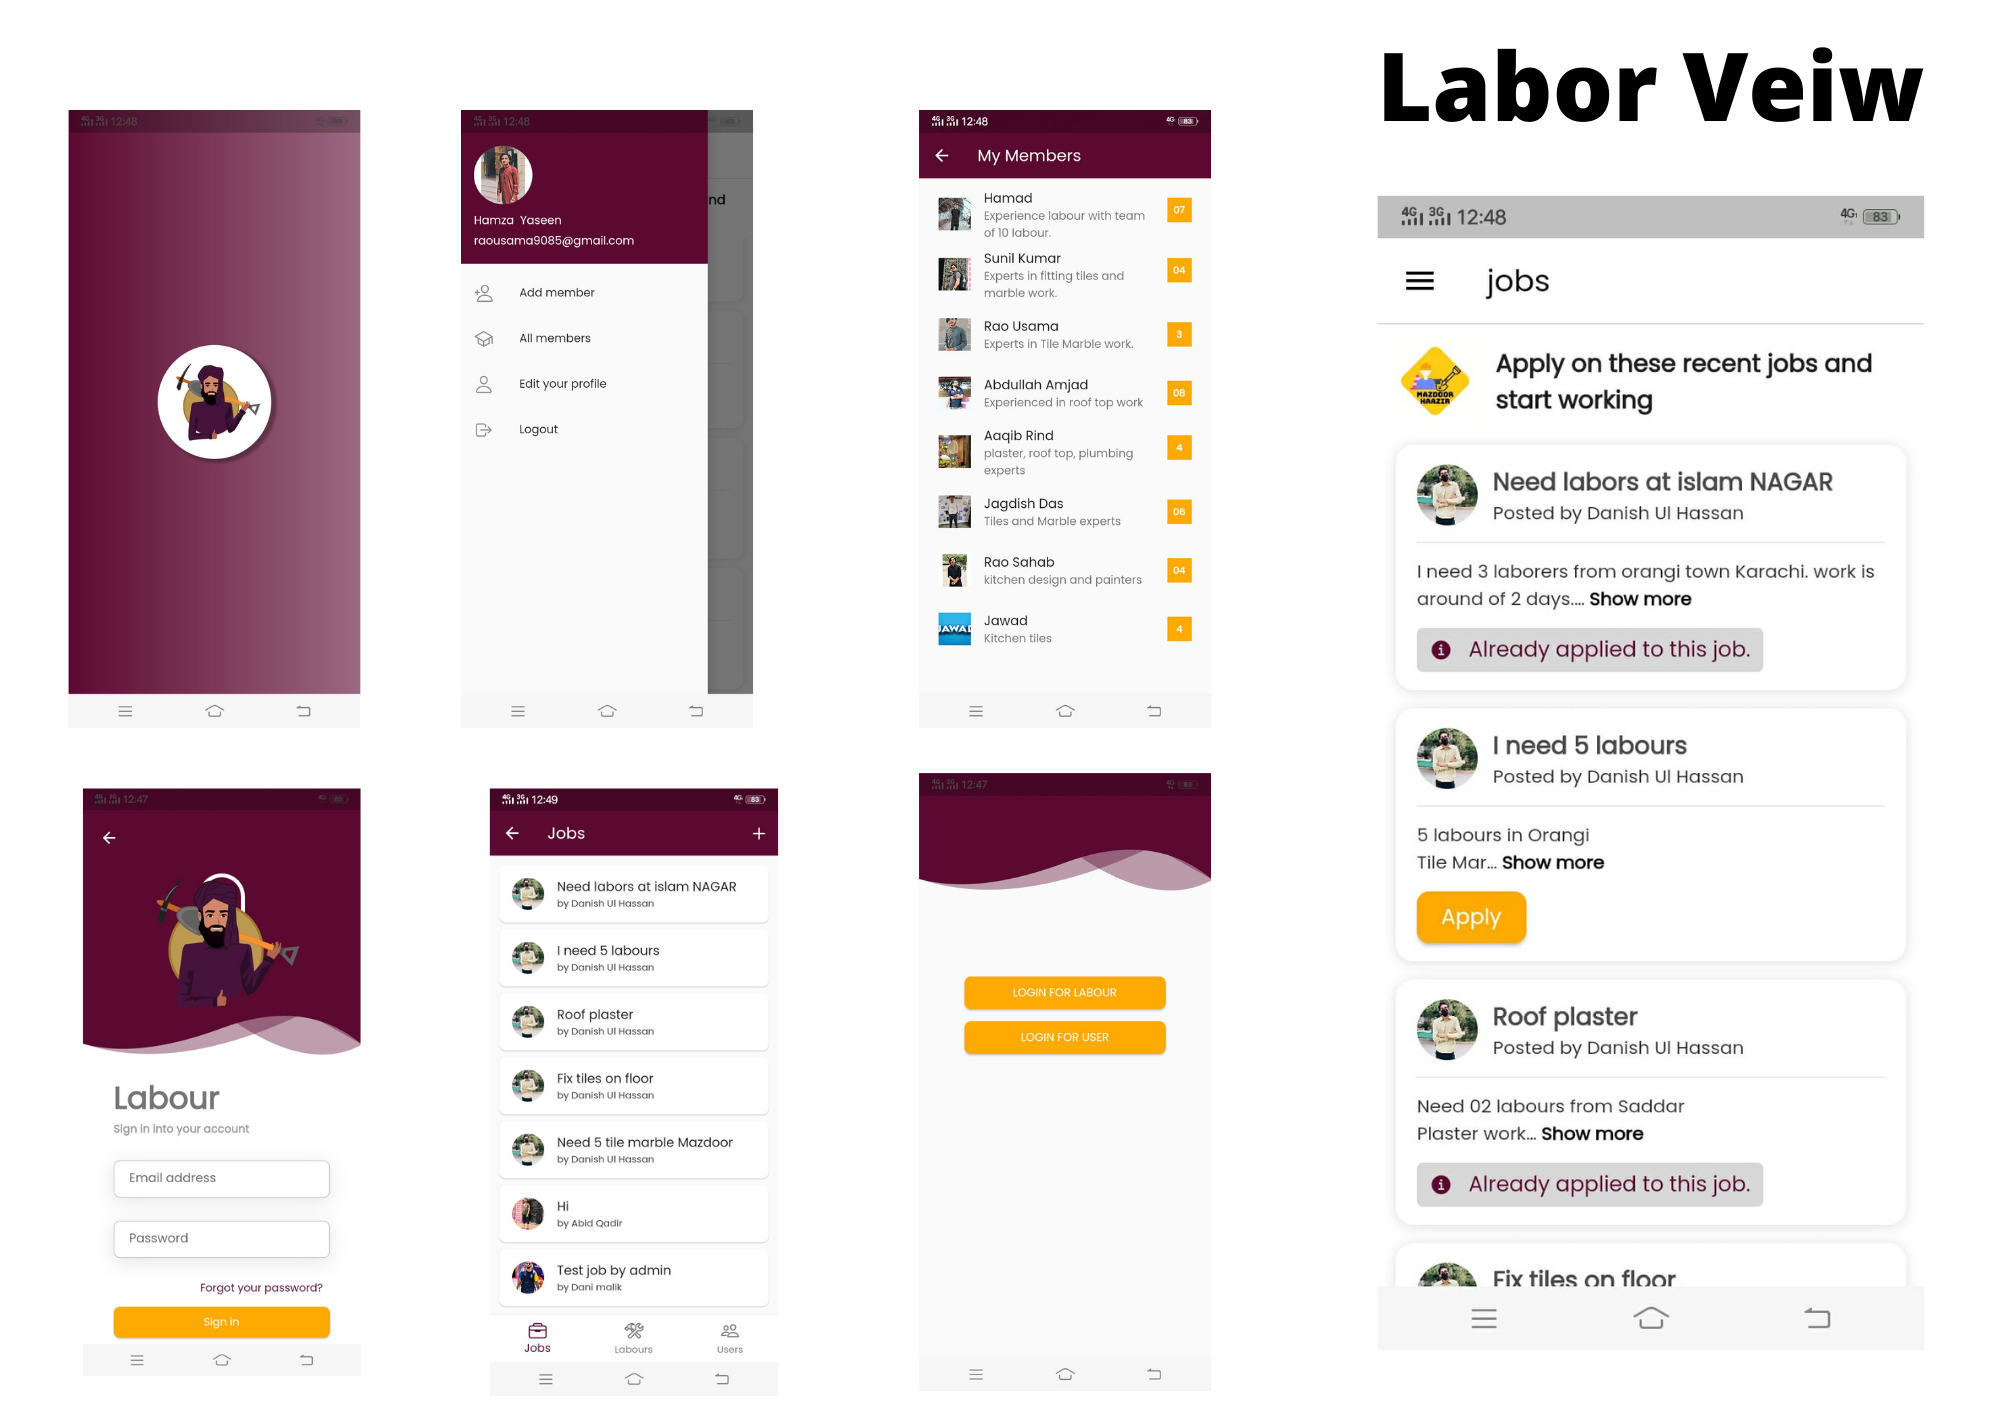 Labor Veiw
12:48
12:48
Hamza Yaseen
raousama9085@gmail.com
Add member
All members
Edit your profile
Logout
nd
4G 3G 12:48 4G 83
My Members
Hamad
Experience labour with team
of 10 labour.
07
Sunil Kumar
Experts in fitting tiles and
marble work.
04
Rao Usama
Experts in Tile Marble work.
3
Abdullah Amjad
Experienced in roof top work
08
Aaqib Rind
plaster, roof top, plumbing
experts
4
Jagdish Das
Tiles and Marble experts
06
Rao Sahab
kitchen design and painters
04
Jawad
Kitchen tiles
4
JAWAD
4G 3G 12:48 4G 83
jobs
MAZDOOR
HAAZIR
Apply on these recent jobs and
start working
Need labors at islam NAGAR
Posted by Danish Ul Hassan
I need 3 laborers from orangi town Karachi. work is
around of 2 days.... Show more
Already applied to this job.
I need 5 labours
Posted by Danish Ul Hassan
5 labours in Orangi
Tile Mar... Show more
Apply
Roof plaster
Posted by Danish Ul Hassan
Need 02 labours from Saddar
Plaster work... Show more
Already applied to this job.
Fix tiles on floor
12:47
Labour
Sign in into your account
Email address
Password
Forgot your password?
Sign in
4G 3G 12:49 4G 83
Jobs +
Need labors at islam NAGAR
by Danish Ul Hassan
I need 5 labours
by Danish Ul Hassan
Roof plaster
by Danish Ul Hassan
Fix tiles on floor
by Danish Ul Hassan
Need 5 tile marble Mazdoor
by Danish Ul Hassan
Hi
by Abid Qadir
Test job by admin
by Dani malik
Jobs Labours Users
12:47
LOGIN FOR LABOUR
LOGIN FOR USER